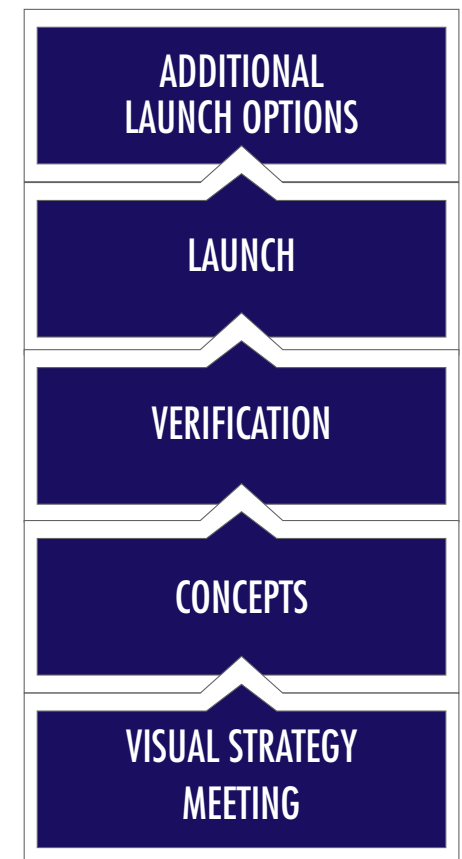 ADDITIONAL
LAUNCH OPTIONS
LAUNCH
VERIFICATION
CONCEPTS
VISUAL STRATEGY
MEETING